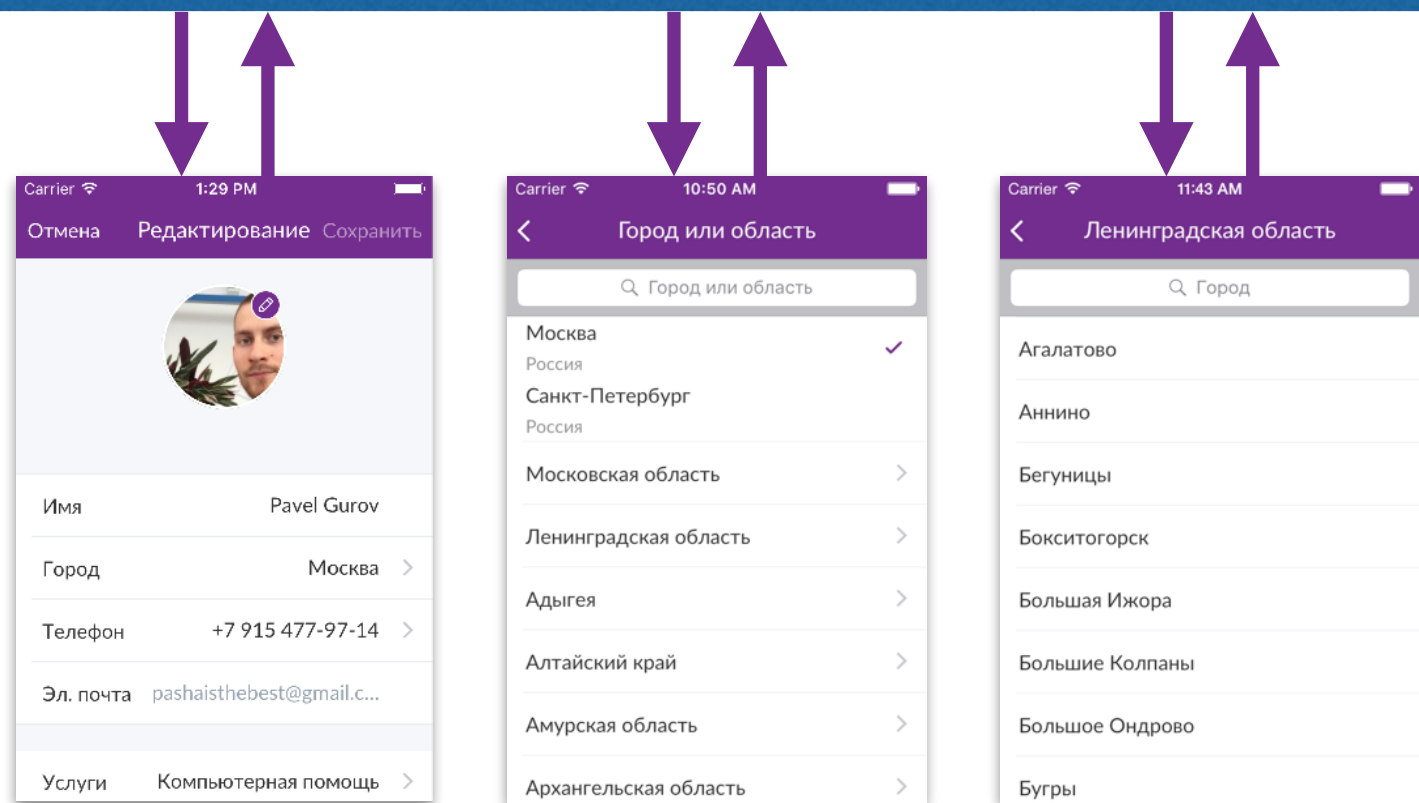 Carrier 1:29 PM
Отмена Редактирование Сохранить
Имя Pavel Gurov
Город Москва
Телефон +7 915 477-97-14
Эл. почта pashaisthebest@gmail.c...
Услуги Компьютерная помощь
Carrier 10:50 AM
Город или область
Город или область
Москва
Россия
Санкт-Петербург
Россия
Московская область
Ленинградская область
Адыгея
Алтайский край
Амурская область
Архангельская область
Carrier 11:43 AM
Ленинградская область
Город
Агалатово
Аннино
Бегуницы
Бокситогорск
Большая Ижора
Большие Колпаны
Большое Ондрово
Бугры